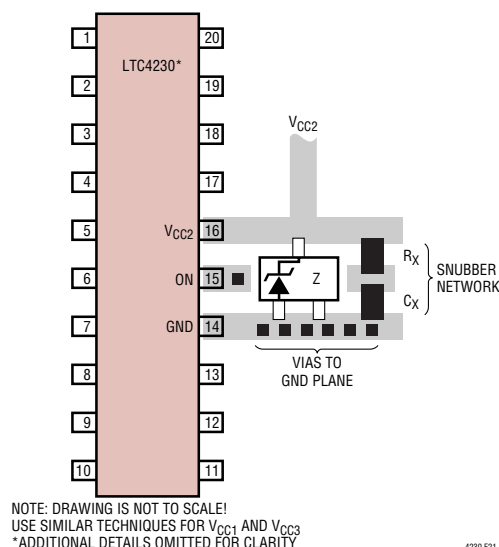 1
20
LTC4230*
2
19
VCC2
3
18
4
17
5
VCC2
16
RX
SNUBBER
NETWORK
6
ON
15
Z
CX
7
GND
14
VIAS TO
GND PLANE
8
13
9
12
10
11
NOTE: DRAWING IS NOT TO SCALE!
USE SIMILAR TECHNIQUES FOR VCC1 AND VCC3
*ADDITIONAL DETAILS OMITTED FOR CLARITY
4230 F21